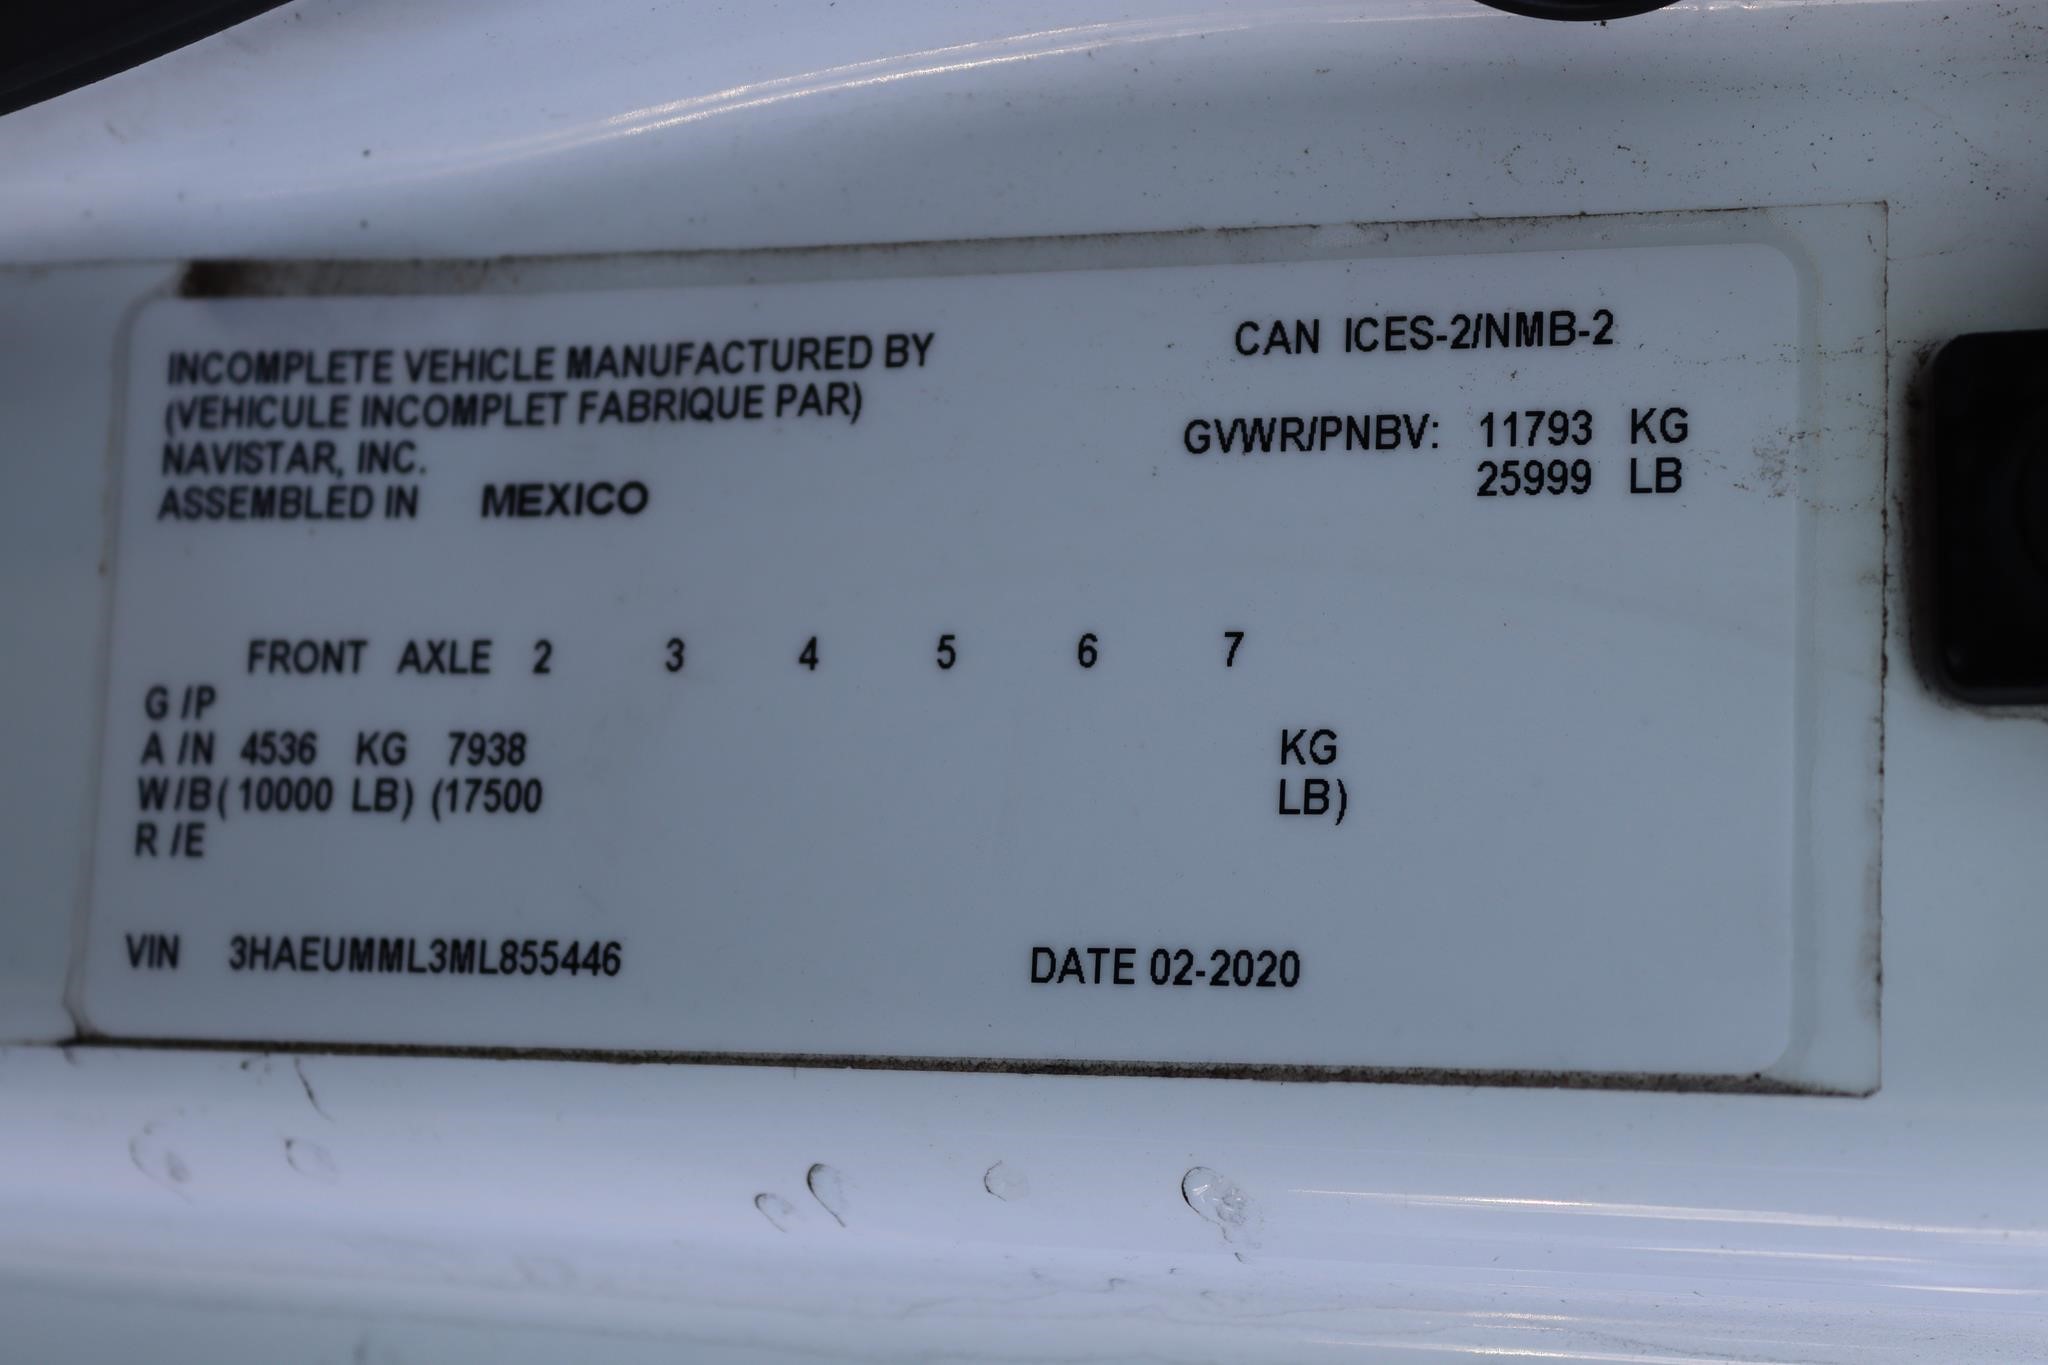 INCOMPLETE VEHICLE MANUFACTURED BY
(VEHICULE INCOMPLET FABRIQUE PAR)
NAVISTAR, INC.
ASSEMBLED IN MEXICO
CAN ICES-2/NMB-2
GVWR/PNBV: 11793 KG
25999 LB
FRONT AXLE 2 3 4 5 6 7
G /P
A /N 4536 KG 7938 KG
W/B (10000 LB) (17500 LB)
R /E
VIN 3HAEUMML3ML855446 DATE 02-2020